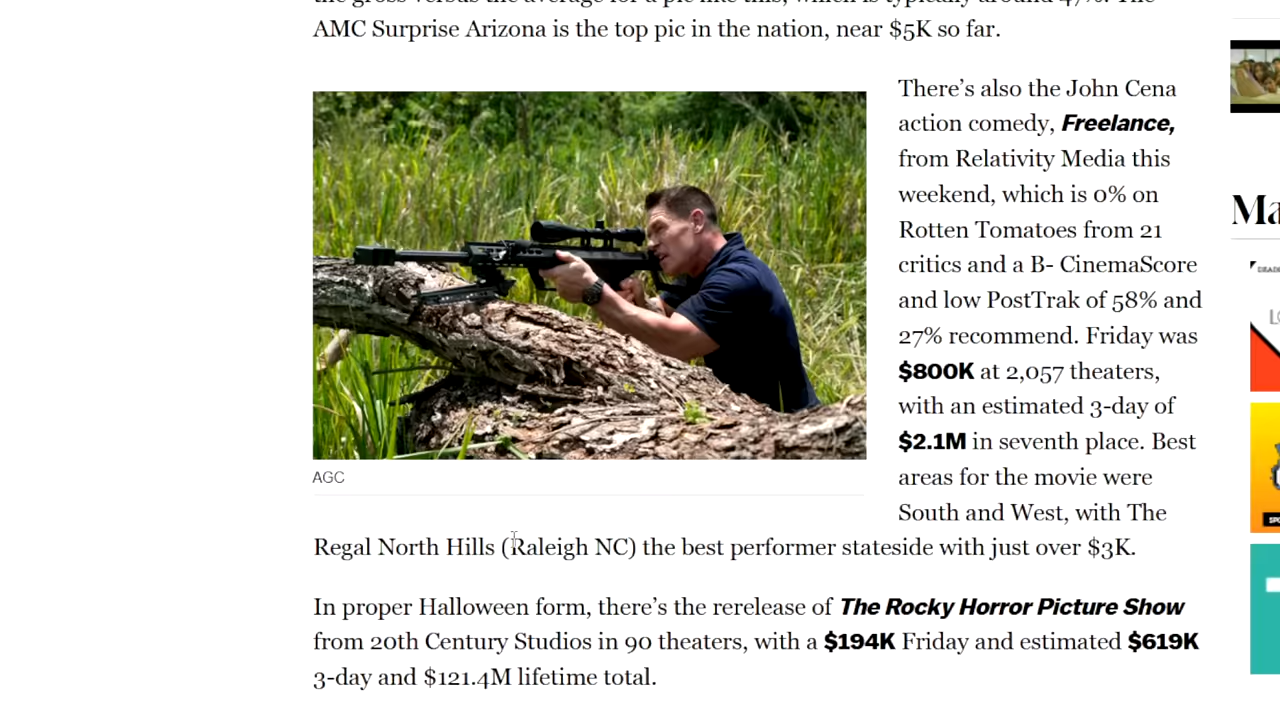 AMC Surprise Arizona is the top pic in the nation, near $5K so far.
There's also the John Cena
action comedy, Freelance,
from Relativity Media this
weekend, which is 0% on
Rotten Tomatoes from 21
critics and a B- CinemaScore
and low PostTrak of 58% and
27% recommend. Friday was
$800K at 2,057 theaters,
with an estimated 3-day of
$2.1M in seventh place. Best
areas for the movie were
South and West, with The
AGC
Regal North Hills (Raleigh NC) the best performer stateside with just over $3K.
In proper Halloween form, there's the rerelease of The Rocky Horror Picture Show
from 20th Century Studios in 90 theaters, with a $194K Friday and estimated $619K
3-day and $121.4M lifetime total.
Ma